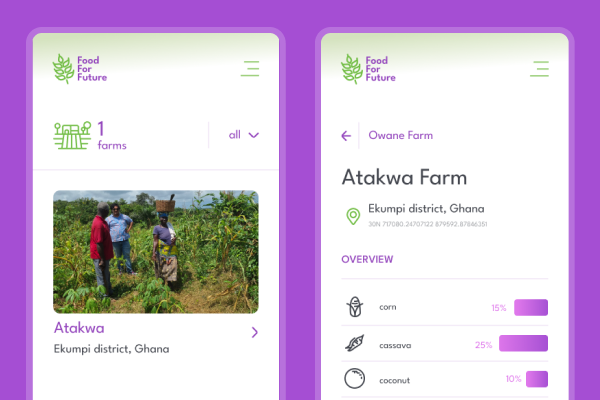 Food
For
Future
1
farms
all
Atakwa
Ekumpi district, Ghana
Food
For
Future
Owane Farm
Atakwa Farm
Ekumpi district, Ghana
30N 717080.24707122 879592.87846351
OVERVIEW
corn 15%
cassava 25%
coconut 10%